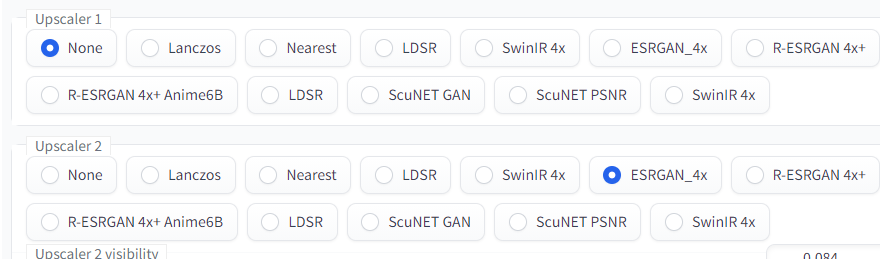 Upscaler 1
None Lanczos Nearest LDSR SwinIR 4x ESRGAN_4x R-ESRGAN 4x+
R-ESRGAN 4x+ Anime6B LDSR ScuNET GAN ScuNET PSNR SwinIR 4x
Upscaler 2
None Lanczos Nearest LDSR SwinIR 4x ESRGAN_4x R-ESRGAN 4x+
R-ESRGAN 4x+ Anime6B LDSR ScuNET GAN ScuNET PSNR SwinIR 4x
Upscaler 2 visibility 0.084